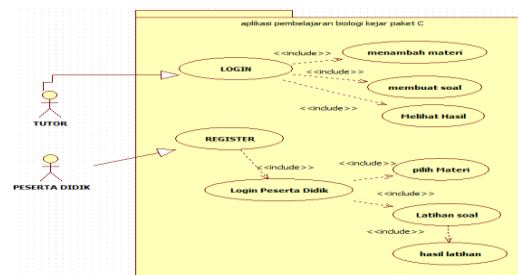 aplikasi pembelajaran biologi kejar paket C
<<include>>
menambah materi
LOGIN
<<include>>
membuat soal
<<include>>
Melihat Hasil
TUTOR
REGISTER
<<include>>
<<include>>
pilih Materi
PESERTA DIDIK
Login Peserta Didik
<<include>>
Latihan soal
<<include>>
hasil latihan